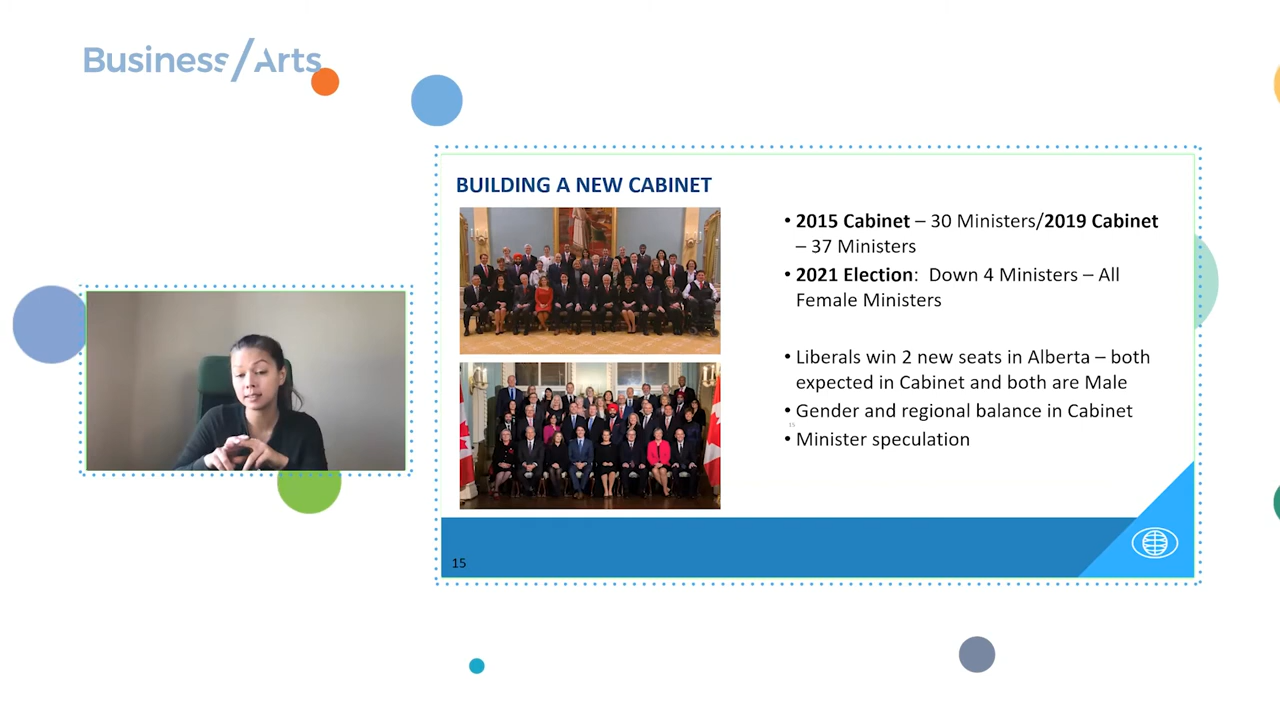 Business/Arts
BUILDING A NEW CABINET
• 2015 Cabinet – 30 Ministers/2019 Cabinet
– 37 Ministers
• 2021 Election:  Down 4 Ministers – All
Female Ministers
• Liberals win 2 new seats in Alberta – both
expected in Cabinet and both are Male
• Gender and regional balance in Cabinet
15
• Minister speculation
15